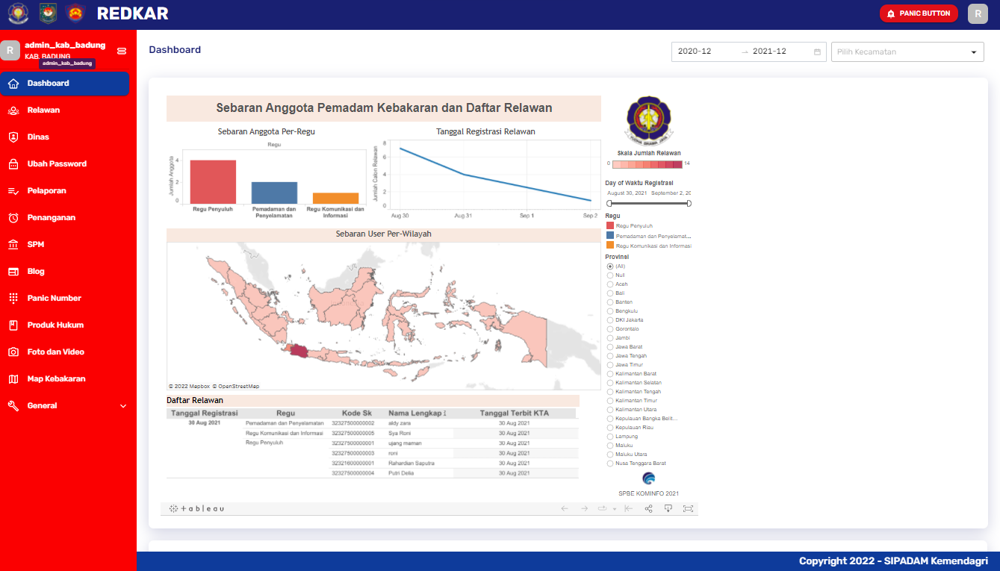 REDKAR
PANIC BUTTON
R
R
admin_kab_badung
KAB. BADUNG
admin_kab_badung
Dashboard
Relawan
Dinas
Ubah Password
Pelaporan
Penanganan
SPM
Blog
Panic Number
Produk Hukum
Foto dan Video
Map Kebakaran
General
Dashboard
2020-12 → 2021-12
Pilih Kecamatan
Sebaran Anggota Pemadam Kebakaran dan Daftar Relawan
Sebaran Anggota Per-Regu
Regu
Jumlah Anggota
4
2
0
Regu Penyuluh
Pemadaman dan Penyelamatan
Regu Komunikasi dan Informasi
Tanggal Registrasi Relawan
Jumlah Calon Relawan
8
6
4
2
0
Aug 30 Aug 31 Sep 1 Sep 2
Skala Jumlah Relawan
0 14
Day of Waktu Registrasi
August 30, 2021 September 2, 20
Regu
Regu Penyuluh
Pemadaman dan Penyelamat...
Regu Komunikasi dan Informasi
Provinsi
(All)
Null
Aceh
Bali
Banten
Bengkulu
DKI Jakarta
Gorontalo
Jambi
Jawa Barat
Jawa Tengah
Jawa Timur
Kalimantan Barat
Kalimantan Selatan
Kalimantan Tengah
Kalimantan Timur
Kalimantan Utara
Kepulauan Bangka Belit...
Kepulauan Riau
Lampung
Maluku
Maluku Utara
Nusa Tenggara Barat
SPBE KOMINFO 2021
Sebaran User Per-Wilayah
© 2022 Mapbox © OpenStreetMap
Daftar Relawan
Tanggal Registrasi Regu Kode Sk Nama Lengkap Tanggal Terbit KTA
30 Aug 2021 Pemadaman dan Penyelamatan 32327500000002 aldy zara 30 Aug 2021
Regu Komunikasi dan Informasi 32327500000005 Sya Roni 30 Aug 2021
Regu Penyuluh 32327500000001 ujang maman 30 Aug 2021
32327500000003 roni 30 Aug 2021
32321600000001 Rahardian Saputra 30 Aug 2021
32327500000004 Putri Delia 30 Aug 2021
+ableau
Copyright 2022 - SIPADAM Kemendagri